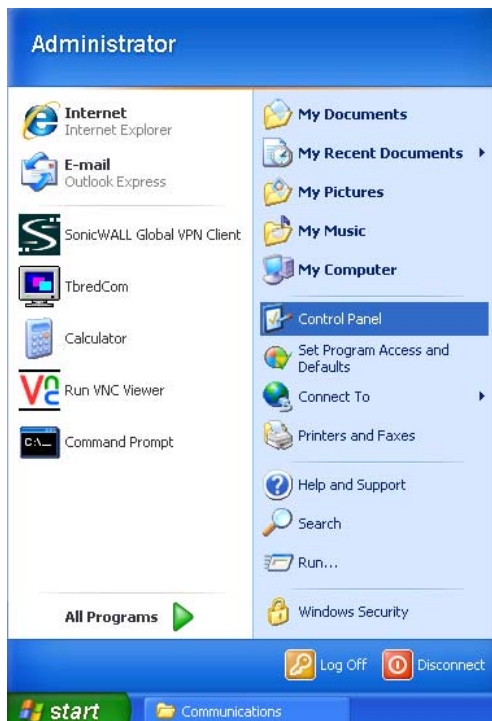 Administrator
Internet
Internet Explorer
E-mail
Outlook Express
SonicWALL Global VPN Client
TbredCom
Calculator
Run VNC Viewer
C:\_
Command Prompt
All Programs
My Documents
My Recent Documents
My Pictures
My Music
My Computer
Control Panel
Set Program Access and
Defaults
Connect To
Printers and Faxes
Help and Support
Search
Run...
Windows Security
Log Off
Disconnect
start
Communications